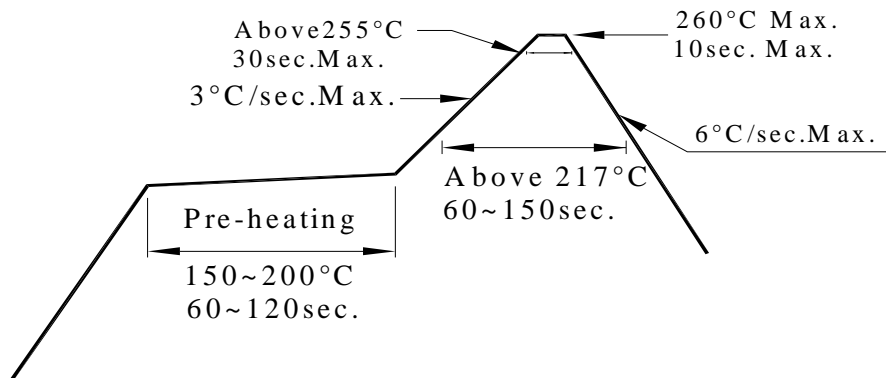 Above255°C
30sec.Max.
260°C Max.
10sec. Max.
3°C/sec.Max.
6°C/sec.Max.
Above 217°C
60~150sec.
Pre-heating
150~200°C
60~120sec.